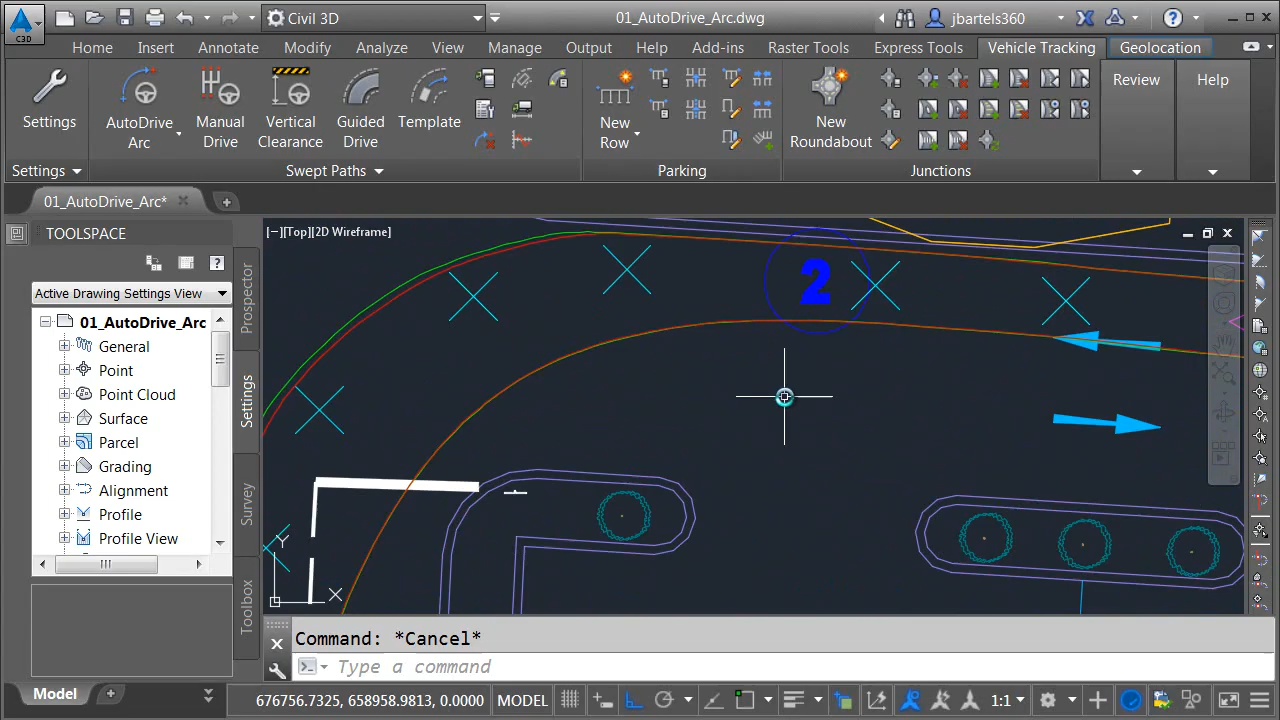 C3D
Civil 3D
01_AutoDrive_Arc.dwg
jbartels360
Home Insert Annotate Modify Analyze View Manage Output Help Add-ins Raster Tools Express Tools Vehicle Tracking Geolocation
Settings
AutoDrive Arc
Manual Drive
Vertical Clearance
Guided Drive
Template
New Row
New Roundabout
Review
Help
Settings Swept Paths Parking Junctions
01_AutoDrive_Arc*
TOOLSPACE
Active Drawing Settings View
01_AutoDrive_Arc
General
Point
Point Cloud
Surface
Parcel
Grading
Alignment
Profile
Profile View
Prospector
Settings
Survey
Toolbox
[−][Top][2D Wireframe]
2
Y
X
Command: *Cancel*
Type a command
Model
676756.7325, 658958.9813, 0.0000 MODEL 1:1